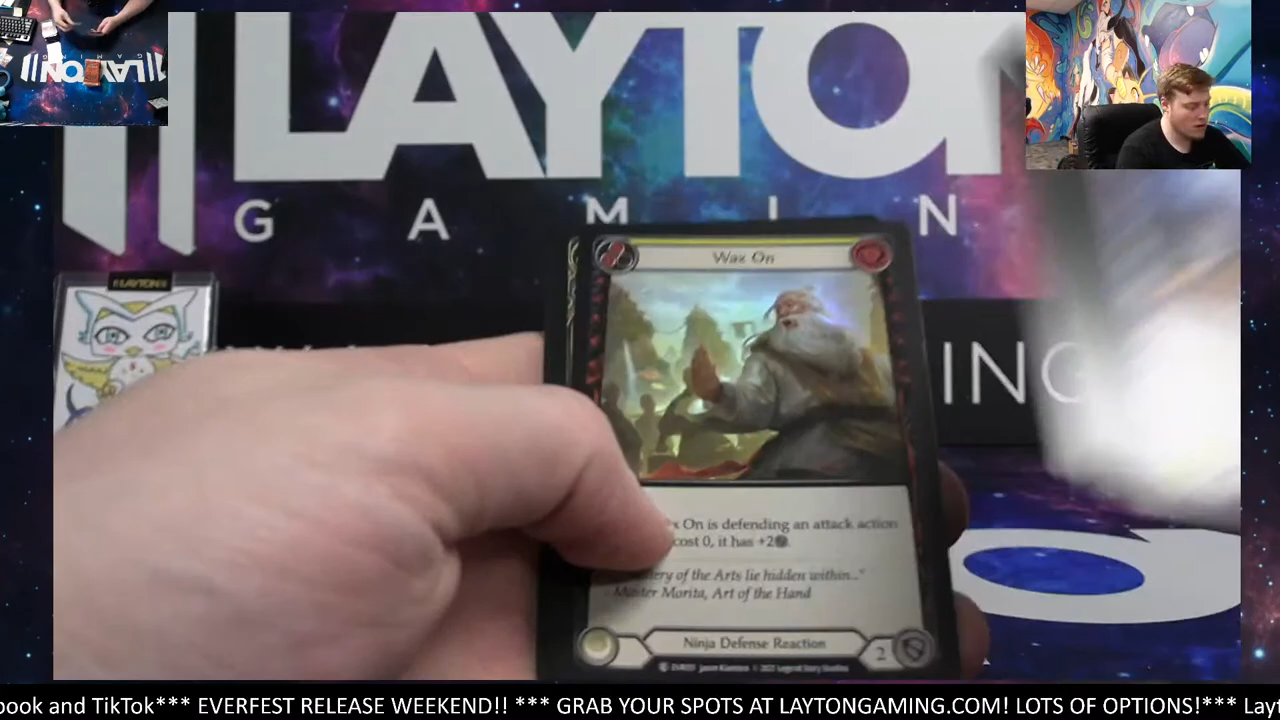 LAYTON
G A M I N
LAYTON
Wax On
ING
x On is defending an attack action
cost 0, it has +2
ery of the Arts lie hidden within..."
Master Morita, Art of the Hand
Ninja Defense Reaction
2
book and TikTok*** EVERFEST RELEASE WEEKEND!! *** GRAB YOUR SPOTS AT LAYTONGAMING.COM! LOTS OF OPTIONS!*** Layt